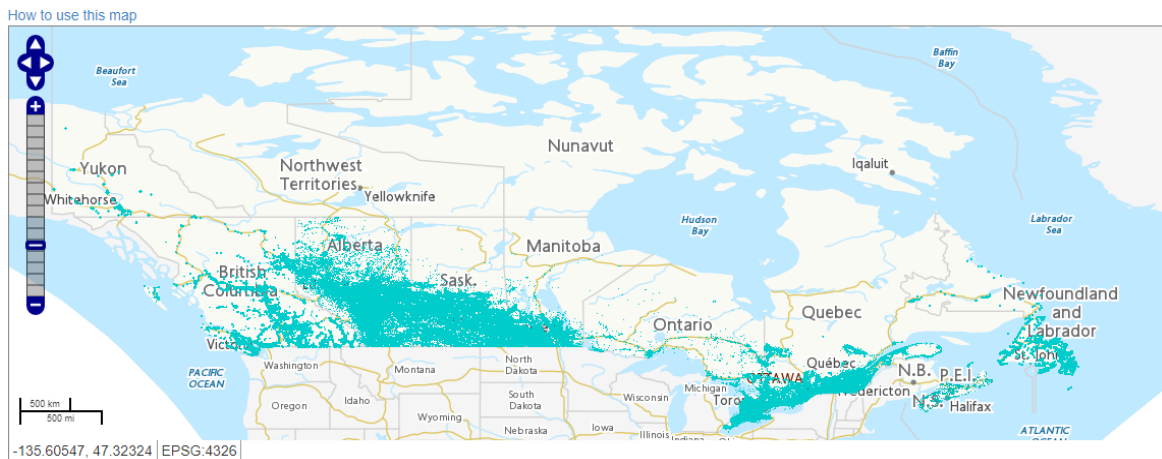 How to use this map
Baffin
Bay
Beaufort
Sea
+
Nunavut
Yukon
Northwest
Territories
Iqaluit
Yellowknife
Whitehorse
Hudson
Bay
Labrador
Sea
Alberta
Manitoba
British
Columbia
Sask.
Newfoundland
and
Labrador
Ontario
Quebec
Québec
St. John
OTTAWA
N.B.
P.E.I.
Washington
Montana
North
Dakota
PACIFIC
OCEAN
Michigan
Toro
Fredericton
N.S.
Halifax
Oregon
Idaho
South
Dakota
Wisconsin
500 km
500 mi
Wyoming
Iowa
Nebraska
Illinois
Indiana
ATLANTIC
-135.60547, 47.32324
EPSG:4326